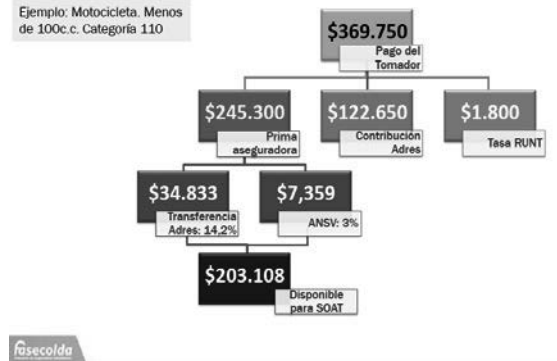 Ejemplo: Motocicleta. Menos
de 100c.c. Categoría 110
$369.750
Pago del
Tomador
$245.300
Prima
aseguradora
$122.650
Contribución
Adres
$1.800
Tasa RUNT
$34.833
Transferencia
Adres: 14,2%
$7,359
ANSV: 3%
$203.108
Disponible
para SOAT
fasecolda